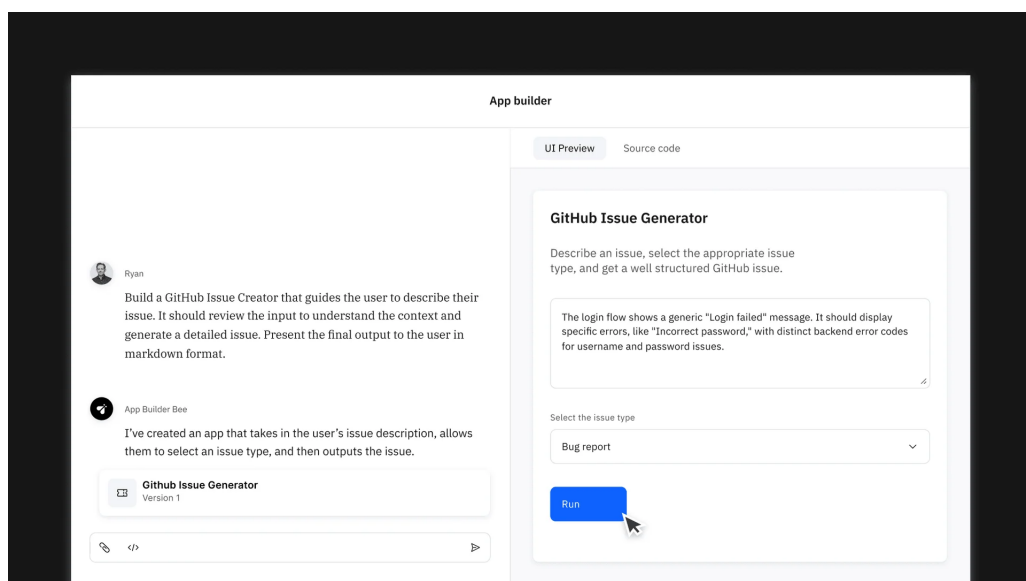 App builder
UI Preview
Source code
Ryan
Build a GitHub Issue Creator that guides the user to describe their
issue. It should review the input to understand the context and
generate a detailed issue. Present the final output to the user in
markdown format.
App Builder Bee
I've created an app that takes in the user's issue description, allows
them to select an issue type, and then outputs the issue.
Github Issue Generator
Version 1
</>
GitHub Issue Generator
Describe an issue, select the appropriate issue
type, and get a well structured GitHub issue.
The login flow shows a generic "Login failed" message. It should display
specific errors, like "Incorrect password," with distinct backend error codes
for username and password issues.
Select the issue type
Bug report
Run